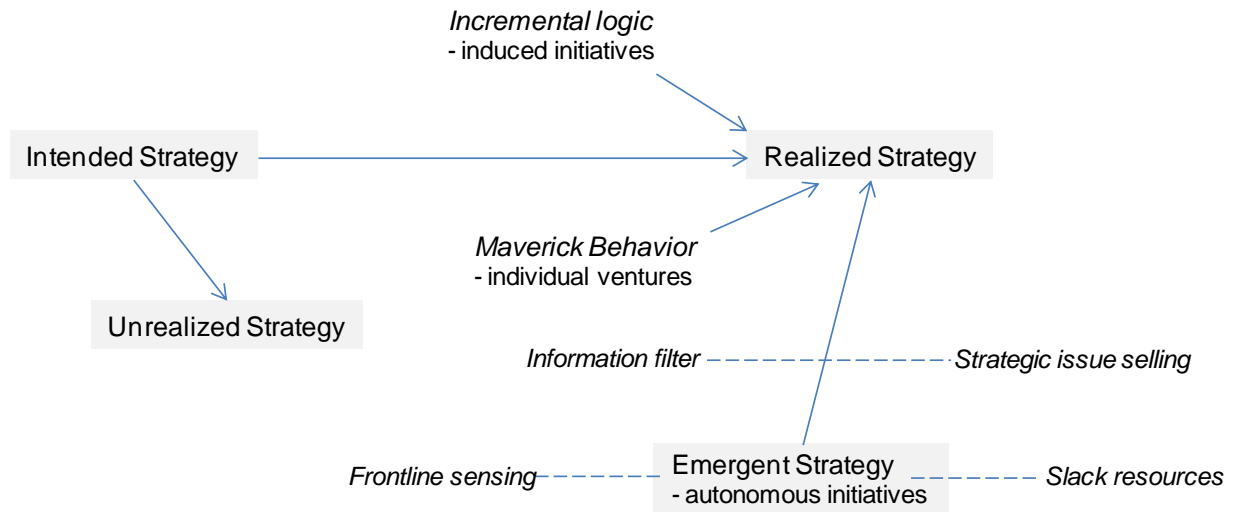 Incremental logic
- induced initiatives
Intended Strategy
Realized Strategy
Maverick Behavior
- individual ventures
Unrealized Strategy
Information filter
Strategic issue selling
Emergent Strategy
- autonomous initiatives
Frontline sensing
Slack resources